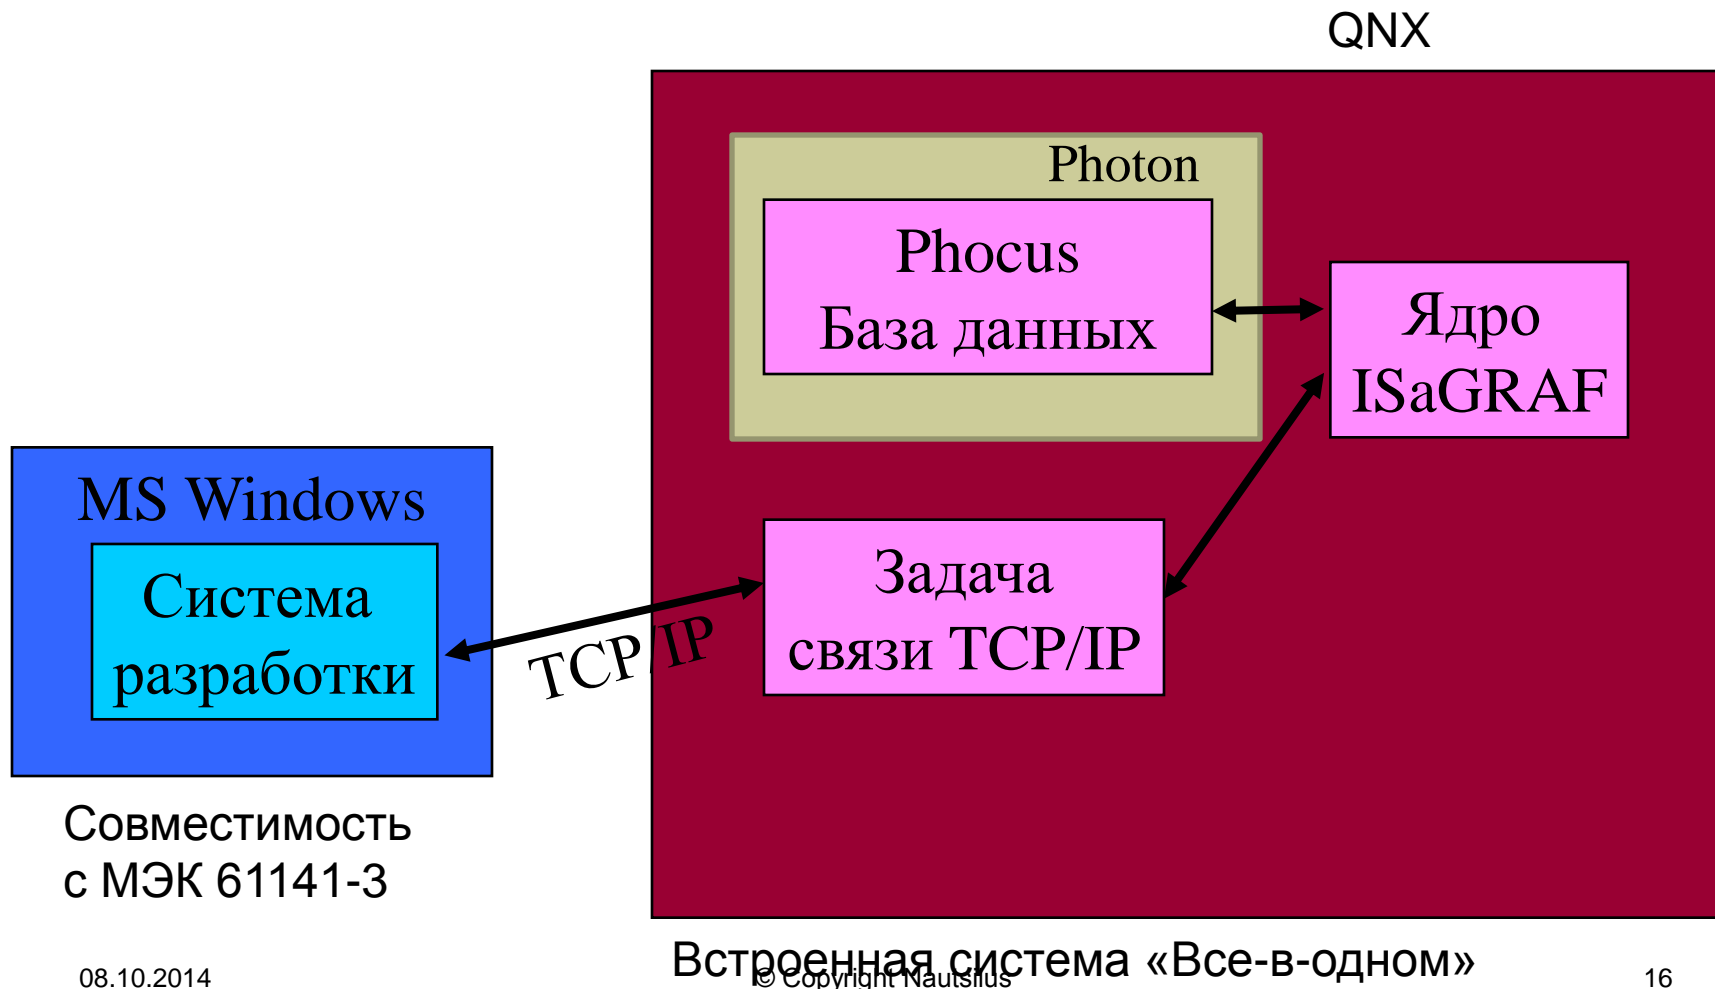 QNX
Photon
Phocus
База данных
Ядро
ISaGRAF
MS Windows
Система
разработки
TCP/IP
Задача
связи TCP/IP
Совместимость
с МЭК 61141-3
Встроенная система «Все-в-одном»
08.10.2014
© Copyright Nautsilus
16